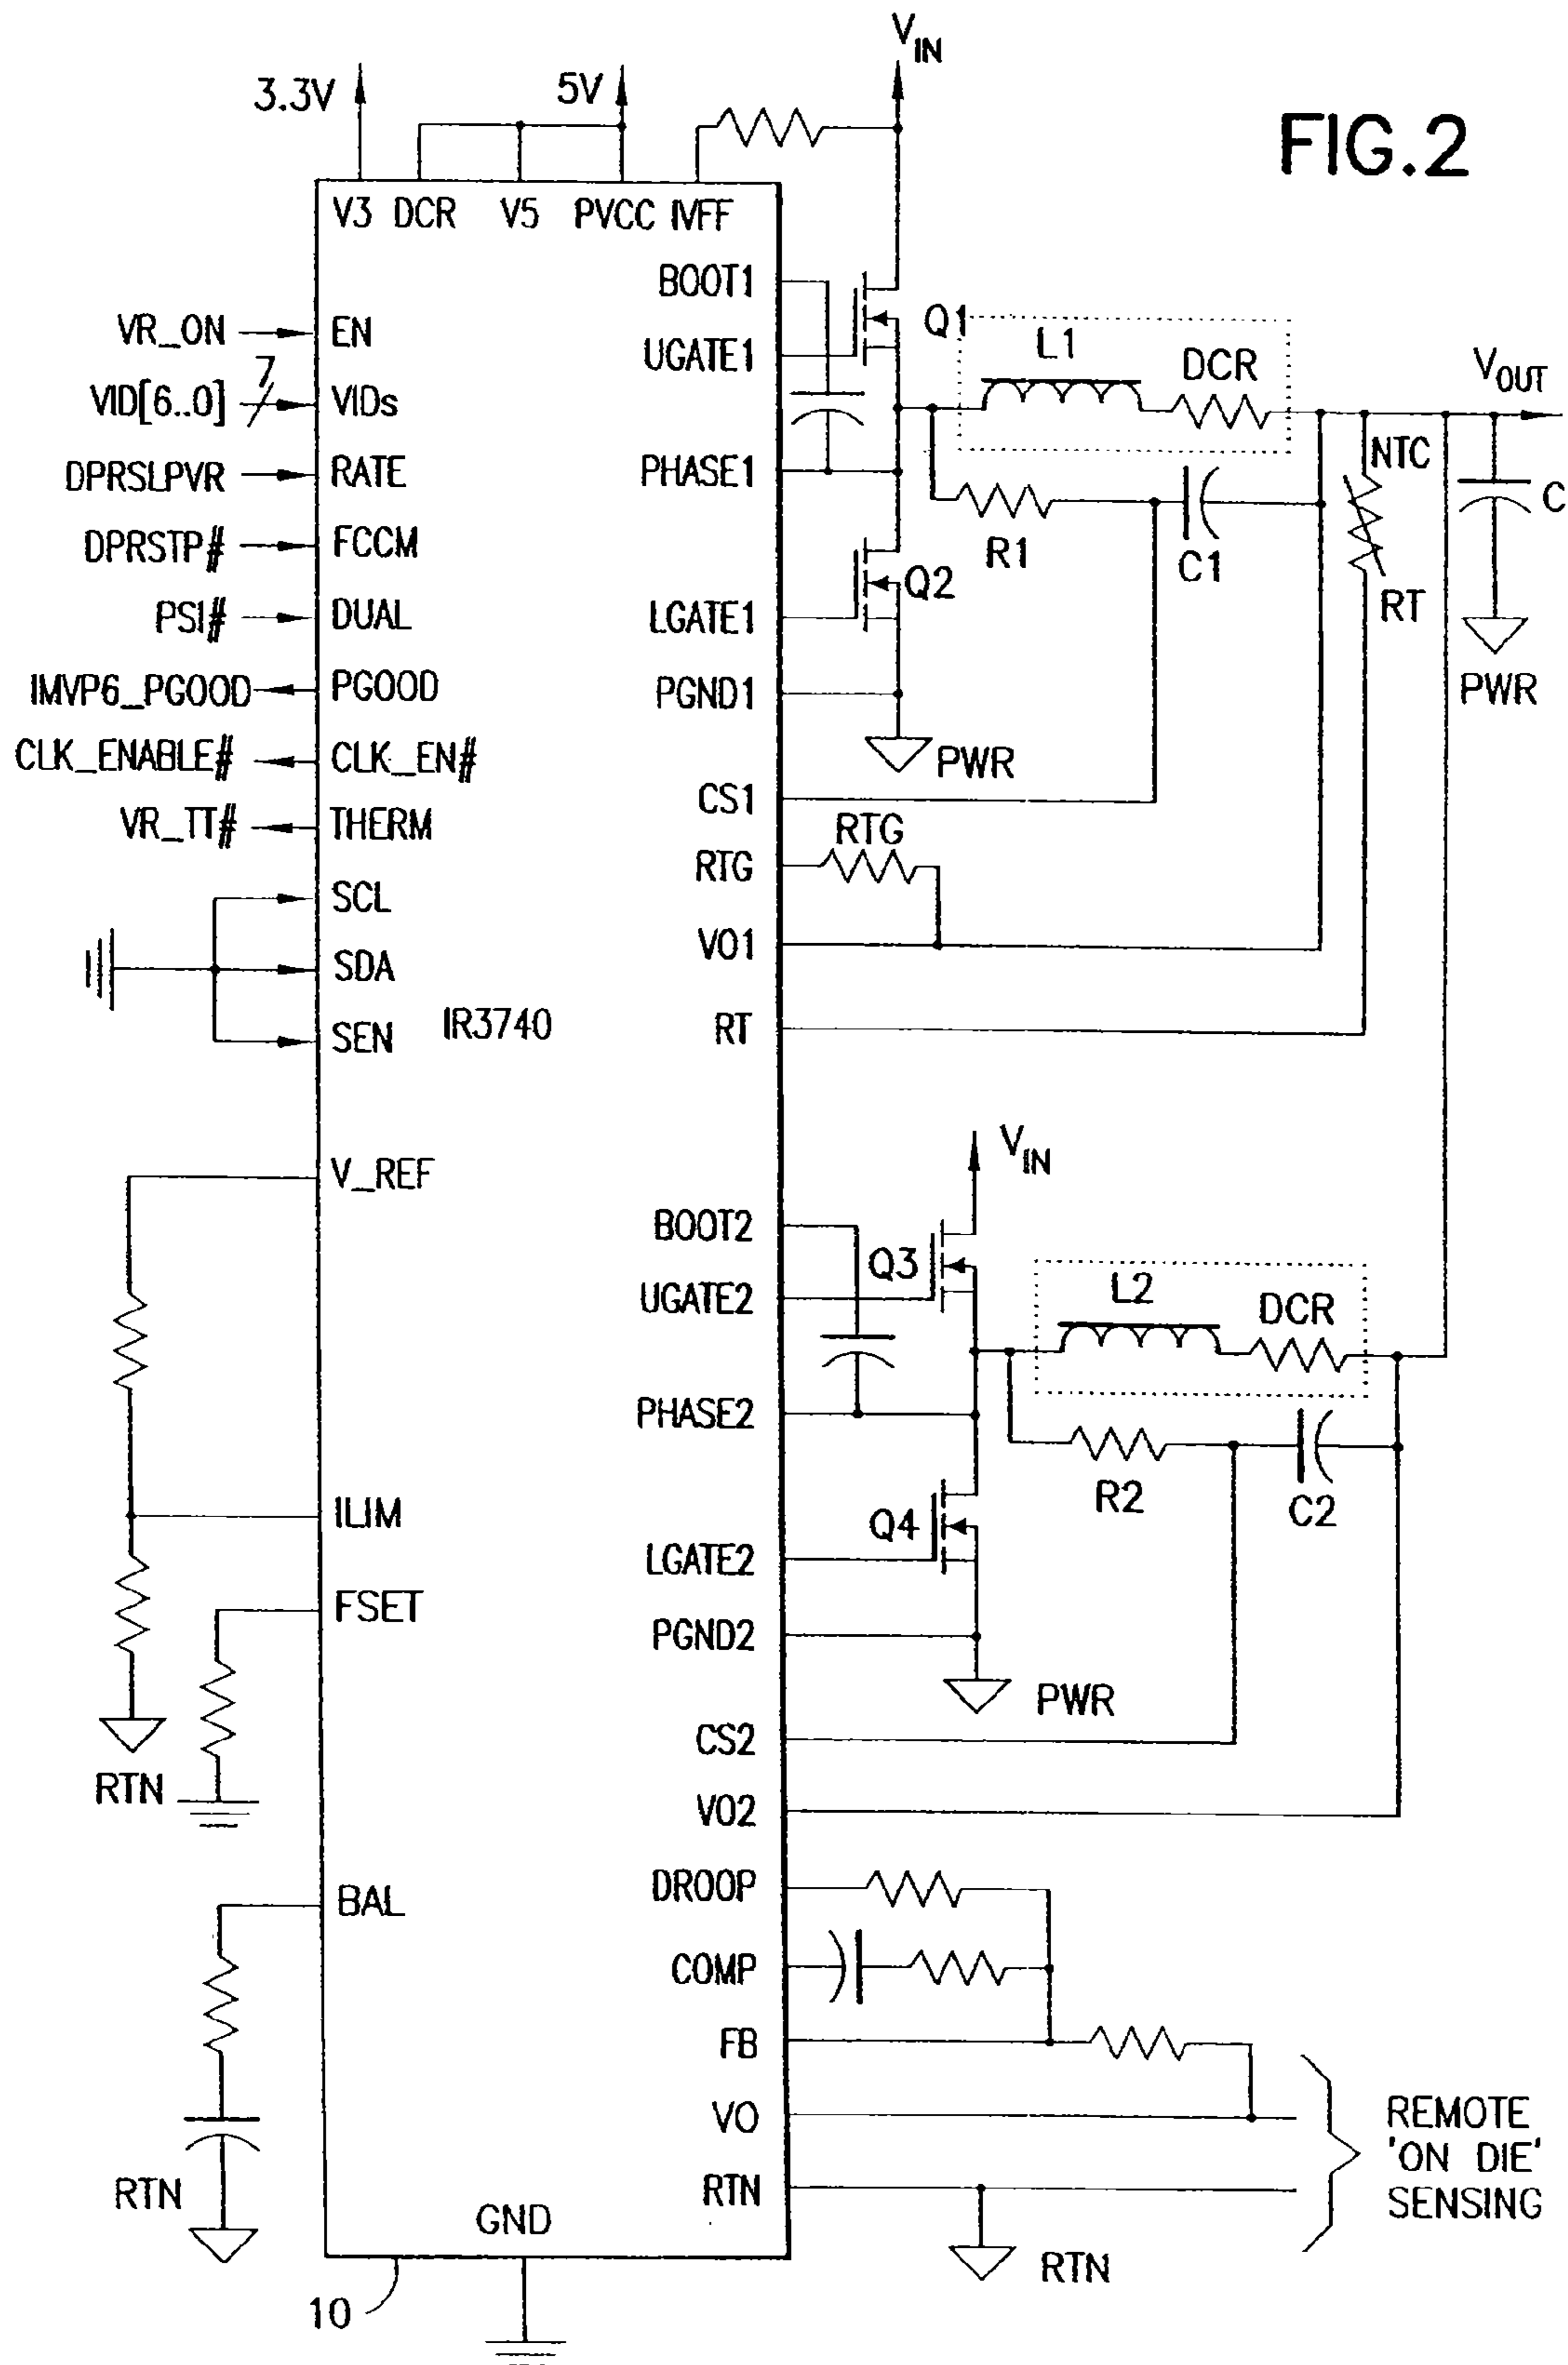 V_IN
3.3V
5V
FIG.2
V3 DCR V5 PVCC IVFF
BOOT1
VR_ON EN
Q1
UGATE1
L1
DCR
V_OUT
VID[6..0] 7 VIDs
NTC
DPRSLPVR RATE
PHASE1
C
DPRSTP# FCCM
R1
C1
Q2
RT
PSI# DUAL
LGATE1
IMVP6_PGOOD PGOOD
PGND1
PWR
CLK_ENABLE# CLK_EN#
PWR
CS1
VR_TT# THERM
RTG
RTG
SCL
VO1
SDA
IR3740
RT
SEN
V_IN
V_REF
BOOT2
Q3
UGATE2
L2
DCR
PHASE2
R2
C2
ILIM
Q4
LGATE2
FSET
PGND2
PWR
CS2
RTN
VO2
DROOP
BAL
COMP
FB
VO
REMOTE
'ON DIE'
SENSING
RTN
RTN
GND
RTN
10